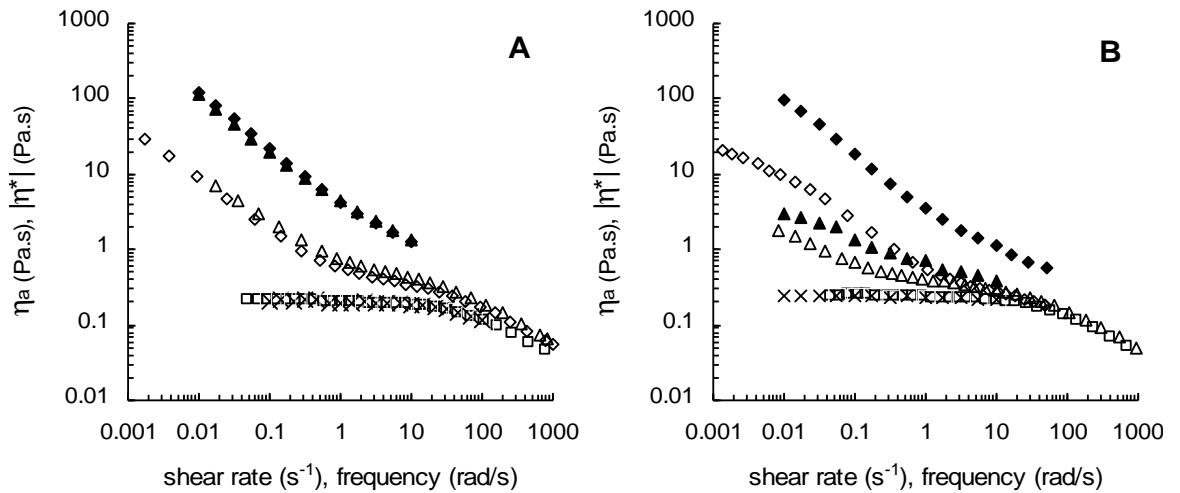 A
ηa (Pa.s), |η*| (Pa.s)
1000
100
10
1
0.1
0.01
0.001 0.01 0.1 1 10 100 1000
shear rate (s-1), frequency (rad/s)
B
ηa (Pa.s), |η*| (Pa.s)
1000
100
10
1
0.1
0.01
0.001 0.01 0.1 1 10 100 1000
shear rate (s-1), frequency (rad/s)